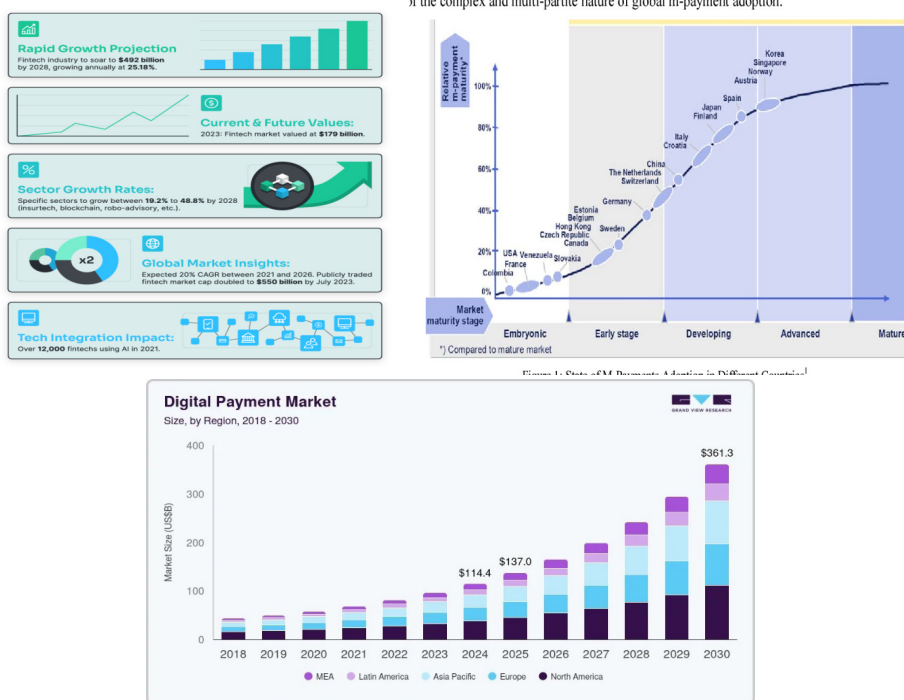 of the complex and multi-partite nature of global m-payment adoption.
Rapid Growth Projection
Fintech industry to soar to $492 billion
by 2028, growing annually at 25.18%.
Current & Future Values:
2023: Fintech market valued at $179 billion.
%
Sector Growth Rates:
Specific sectors to grow between 19.2% to 48.8% by 2028
(insurtech, blockchain, robo-advisory, etc.).
x2
Global Market Insights:
Expected 20% CAGR between 2021 and 2026. Publicly traded
fintech market cap doubled to $550 billion by July 2023.
Tech Integration Impact:
Over 12,000 fintechs using AI in 2021.
Relative
m-payment
maturity*
100%
80%
60%
40%
20%
0%
Korea
Singapore
Norway
Austria
Spain
Japan
Finland
Italy
Croatia
China
The Netherlands
Switzerland
Germany
Estonia
Belgium
Hong Kong
Czech Republic
Canada
Sweden
USA
Venezuela
Slovakia
France
Colombia
Market
maturity stage
Embryonic
Early stage
Developing
Advanced
Mature
*) Compared to mature market
Figure 1: State of M-Payments Adoption in Different Countries1
Digital Payment Market
Size, by Region, 2018 - 2030
GRAND VIEW RESEARCH
Market Size (US$B)
400
300
200
100
0
$114.4
$137.0
$361.3
2018 2019 2020 2021 2022 2023 2024 2025 2026 2027 2028 2029 2030
MEA Latin America Asia Pacific Europe North America